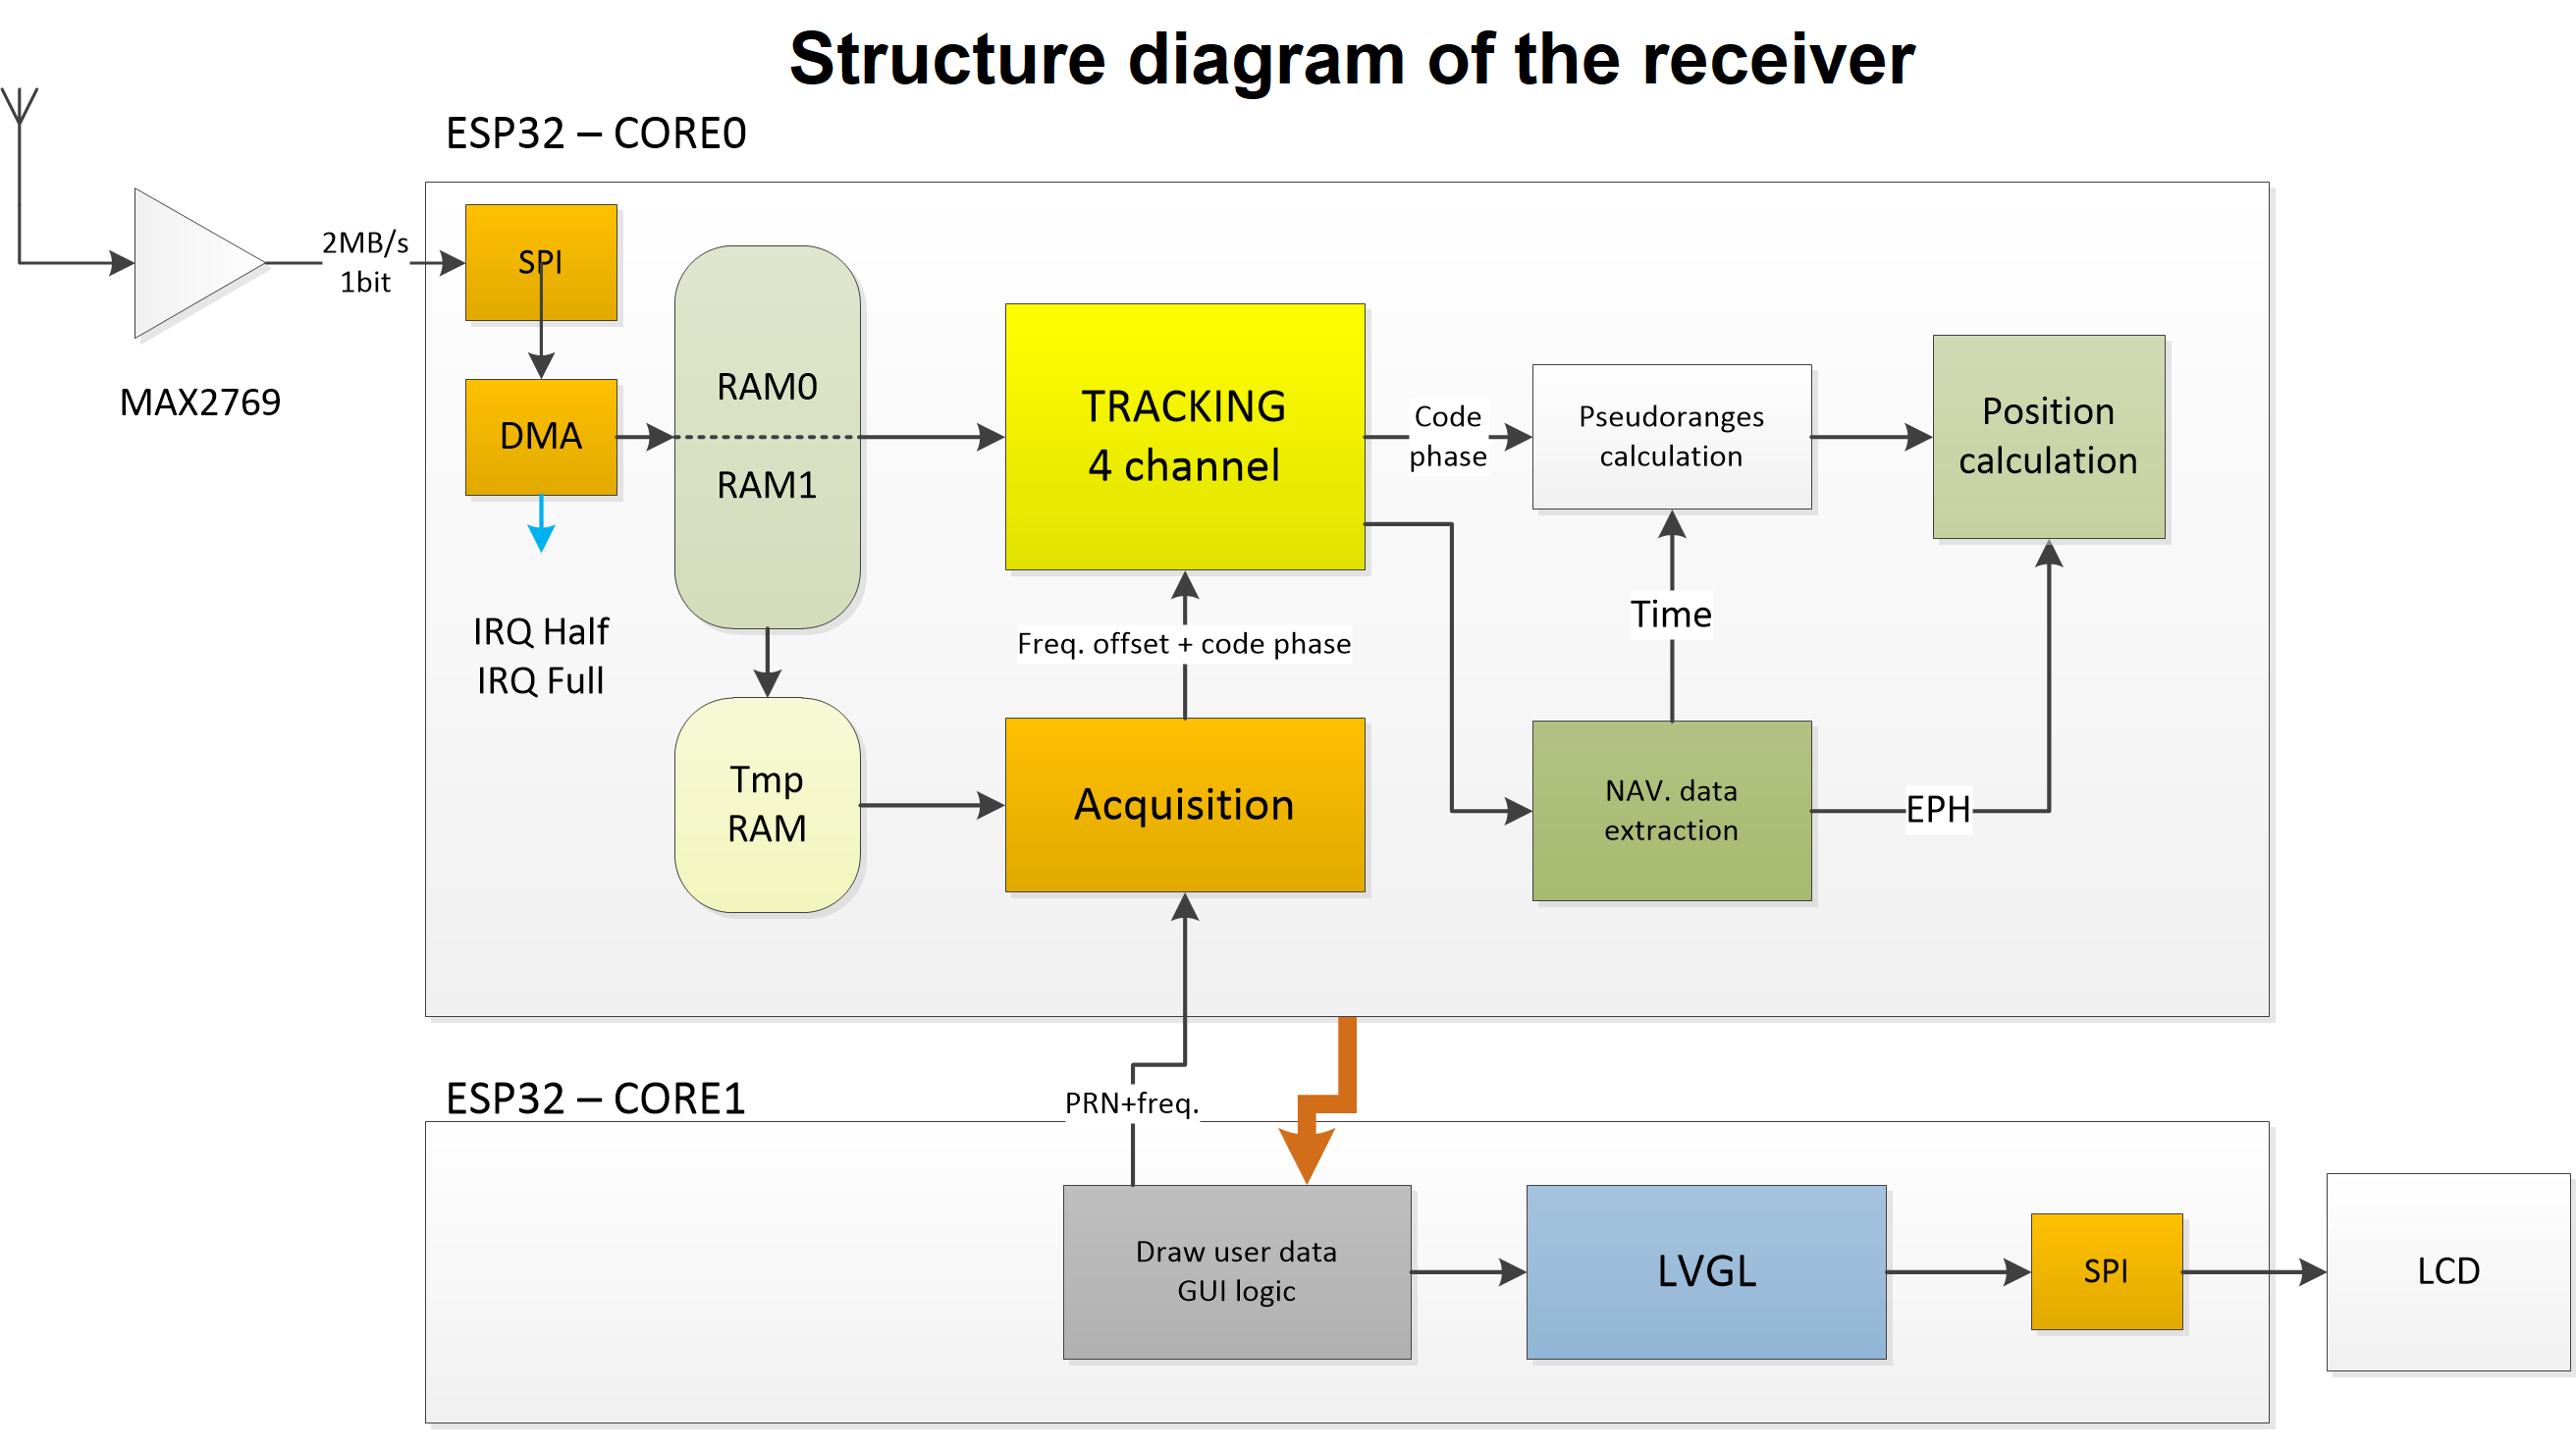 Structure diagram of the receiver
ESP32 – CORE0
2MB/s
1bit
MAX2769
SPI
DMA
IRQ Half
IRQ Full
RAM0
RAM1
Tmp
RAM
TRACKING
4 channel
Freq. offset + code phase
Acquisition
Code
phase
Pseudoranges
calculation
Time
NAV. data
extraction
EPH
Position
calculation
ESP32 – CORE1
PRN+freq.
Draw user data
GUI logic
LVGL
SPI
LCD